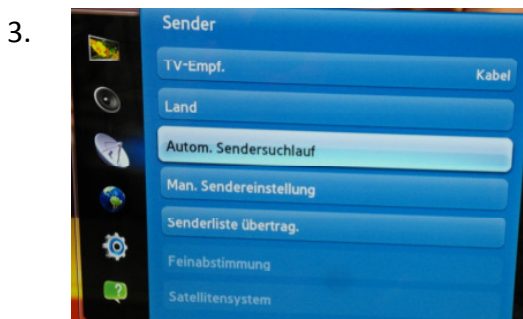 3.
Sender
TV-Empf. Kabel
Land
Autom. Sendersuchlauf
Man. Sendereinstellung
Senderliste übertrag.
Feinabstimmung
Satellitensystem
?